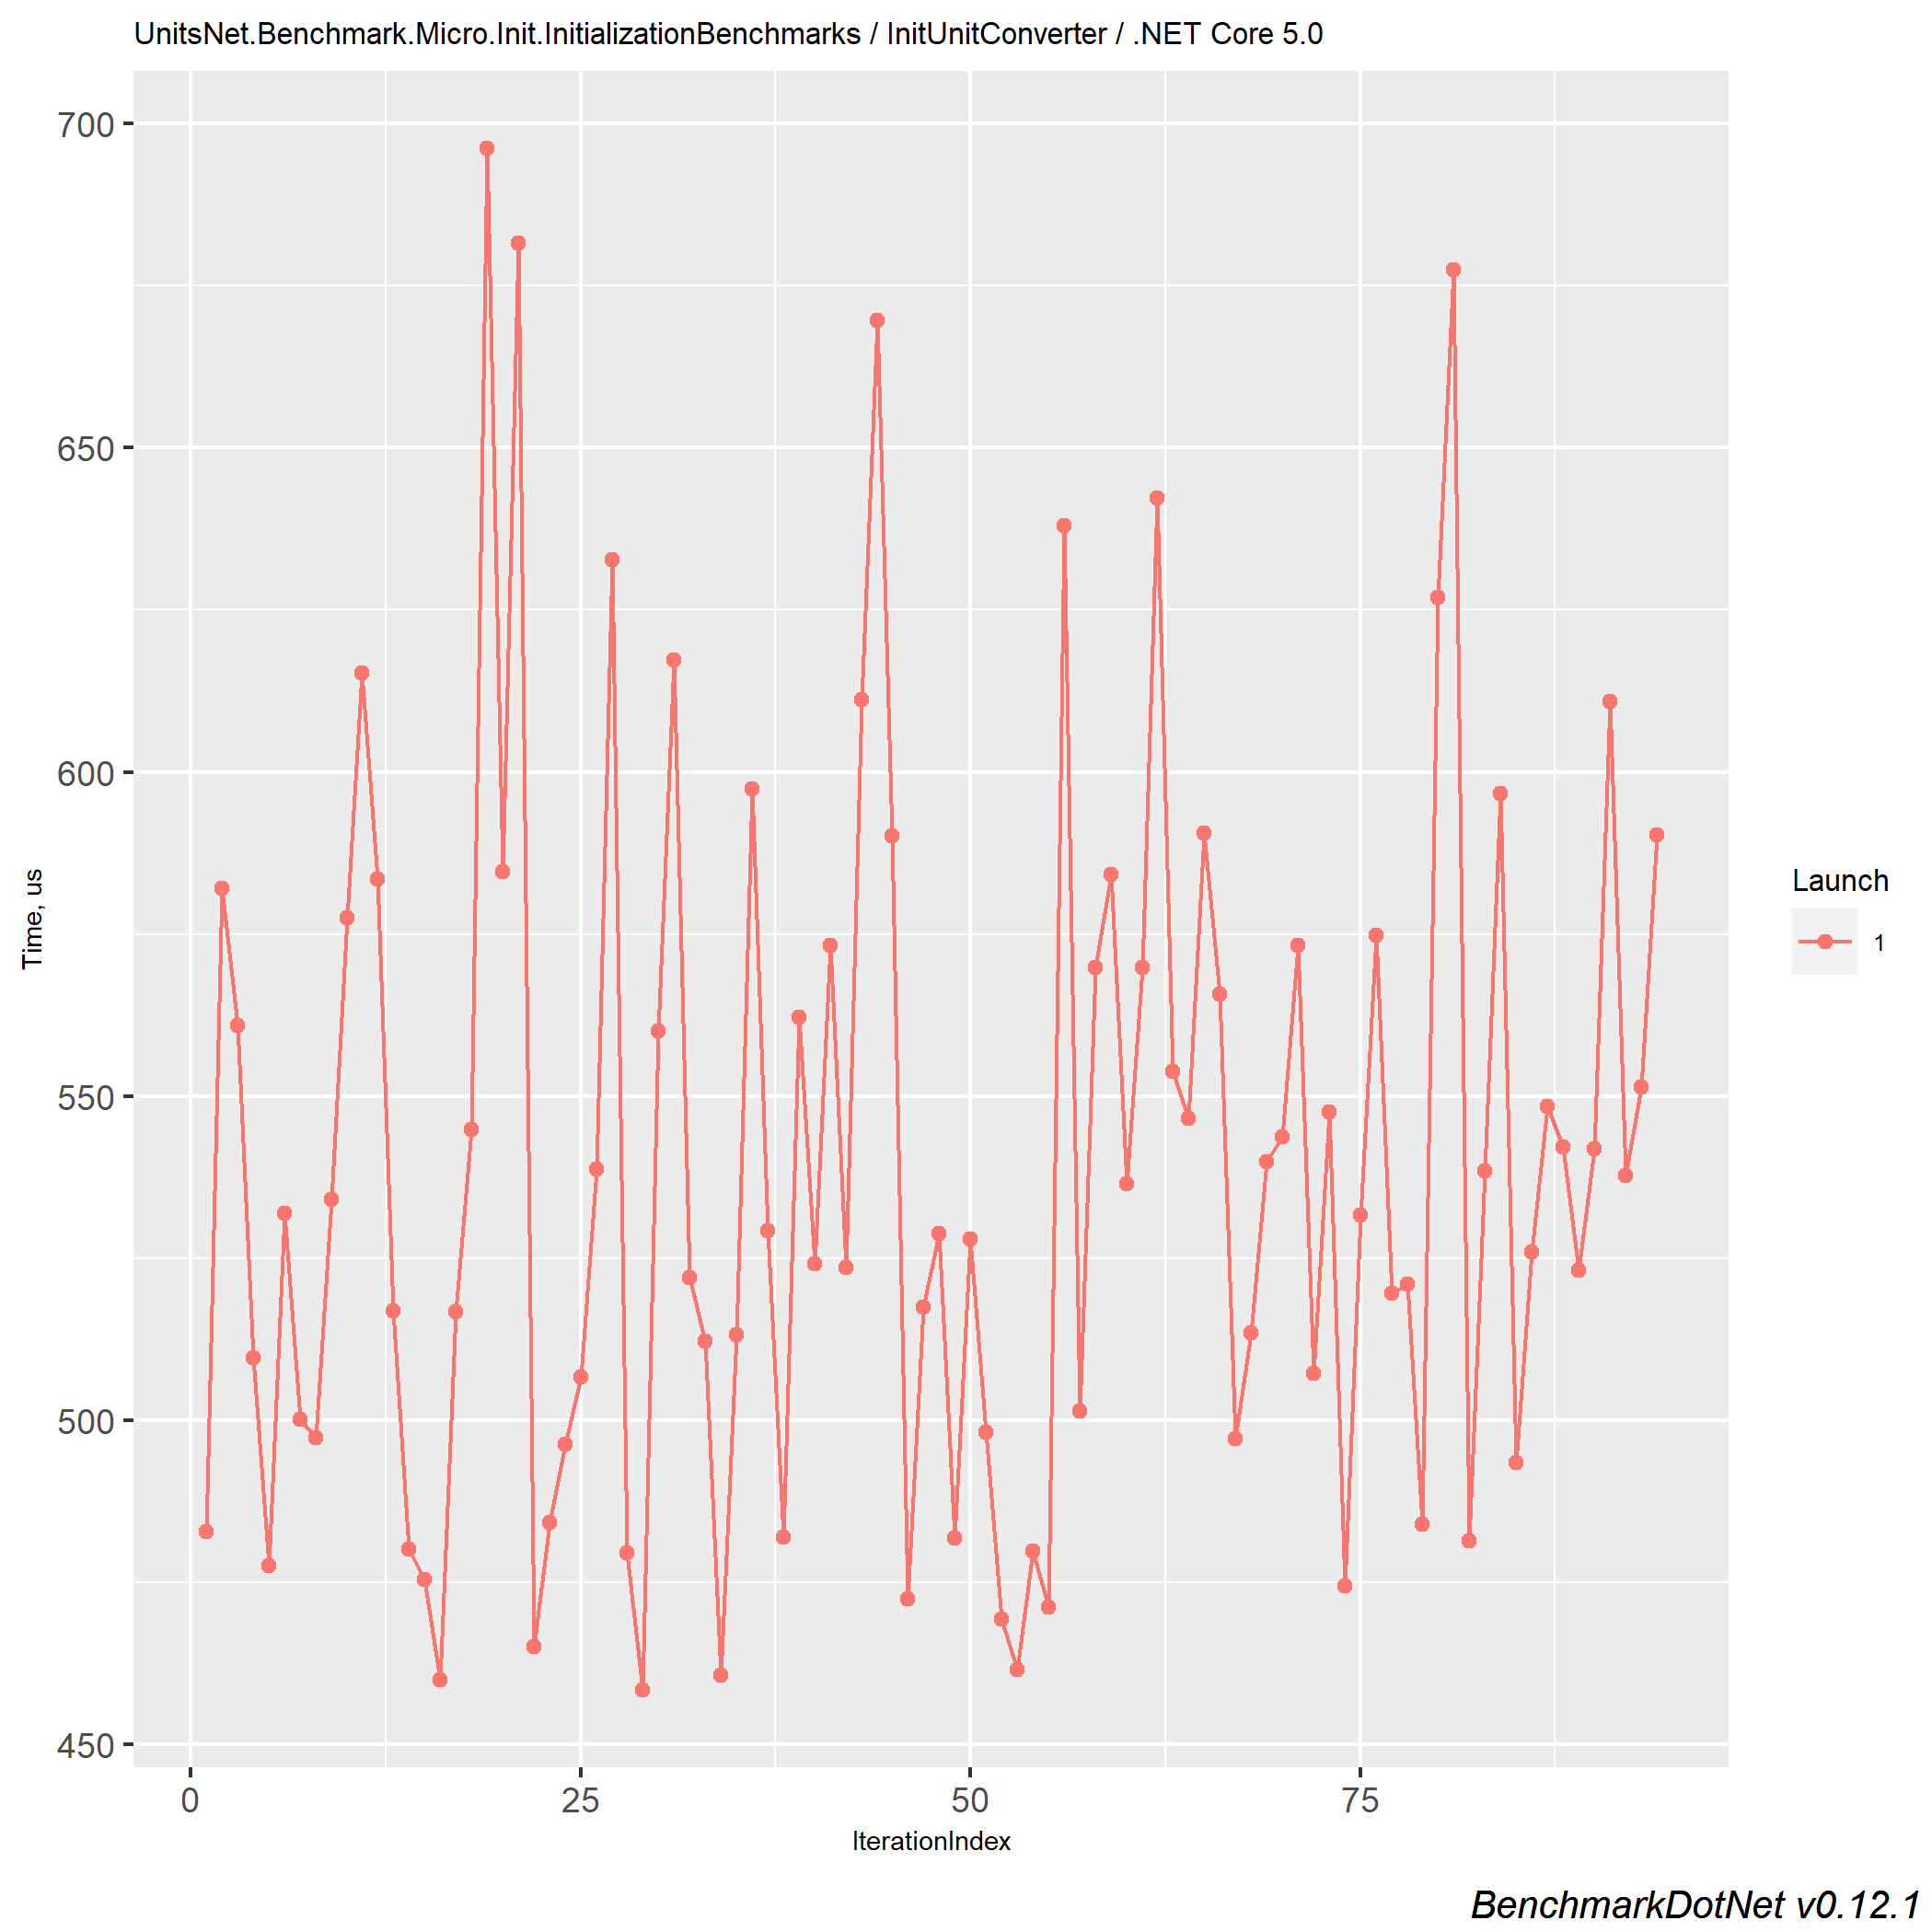 UnitsNet.Benchmark.Micro.Init.InitializationBenchmarks / InitUnitConverter / .NET Core 5.0
700
650
600
550
500
450
Time, us
0 25 50 75
IterationIndex
Launch
1
BenchmarkDotNet v0.12.1